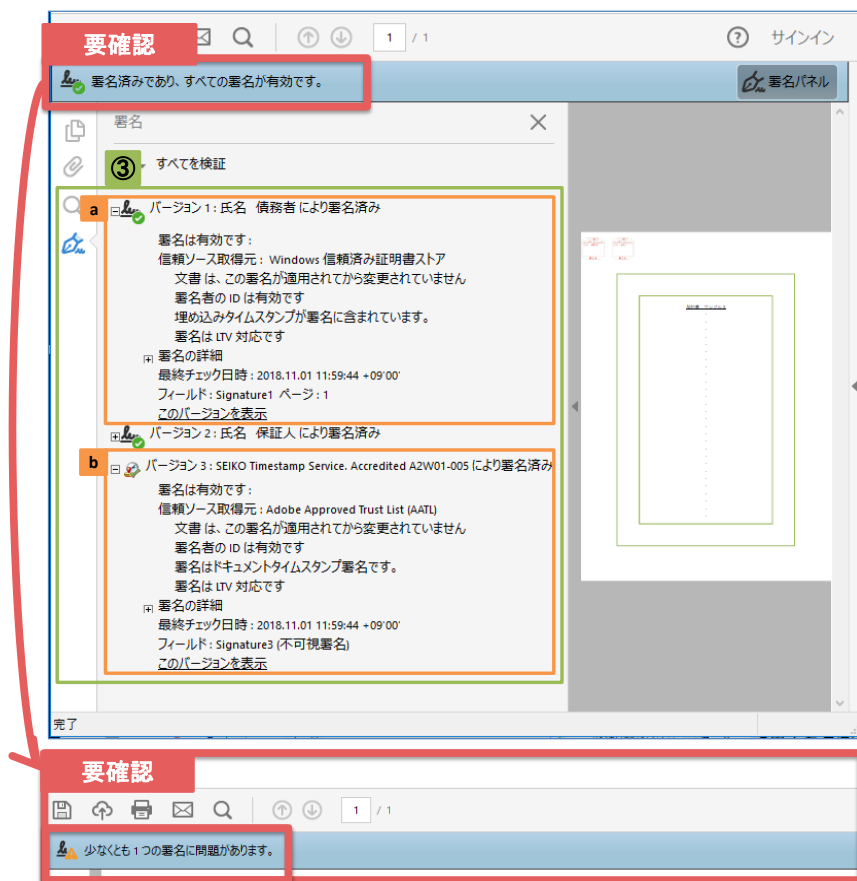 要確認
1 / 1
? サインイン
署名済みであり、すべての署名が有効です。
署名パネル
署名
③ すべてを検証
a バージョン 1 : 氏名 債務者 により署名済み
署名は有効です :
信頼ソース取得元 : Windows 信頼済み証明書ストア
文書 は、この署名が適用されてから変更されていません
署名者の ID は有効です
埋め込みタイムスタンプが署名に含まれています。
署名は LTV 対応です
署名の詳細
最終チェック日時 : 2018.11.01 11:59:44 +09'00'
フィールド : Signature1 ページ : 1
このバージョンを表示
バージョン 2 : 氏名 保証人 により署名済み
b バージョン 3 : SEIKO Timestamp Service. Accredited A2W01-005 により署名済み
署名は有効です :
信頼ソース取得元 : Adobe Approved Trust List (AATL)
文書 は、この署名が適用されてから変更されていません
署名者の ID は有効です
署名はドキュメントタイムスタンプ署名です。
署名は LTV 対応です
署名の詳細
最終チェック日時 : 2018.11.01 11:59:44 +09'00'
フィールド : Signature3 (不可視署名)
このバージョンを表示
完了
要確認
1 / 1
少なくとも 1 つの署名に問題があります。